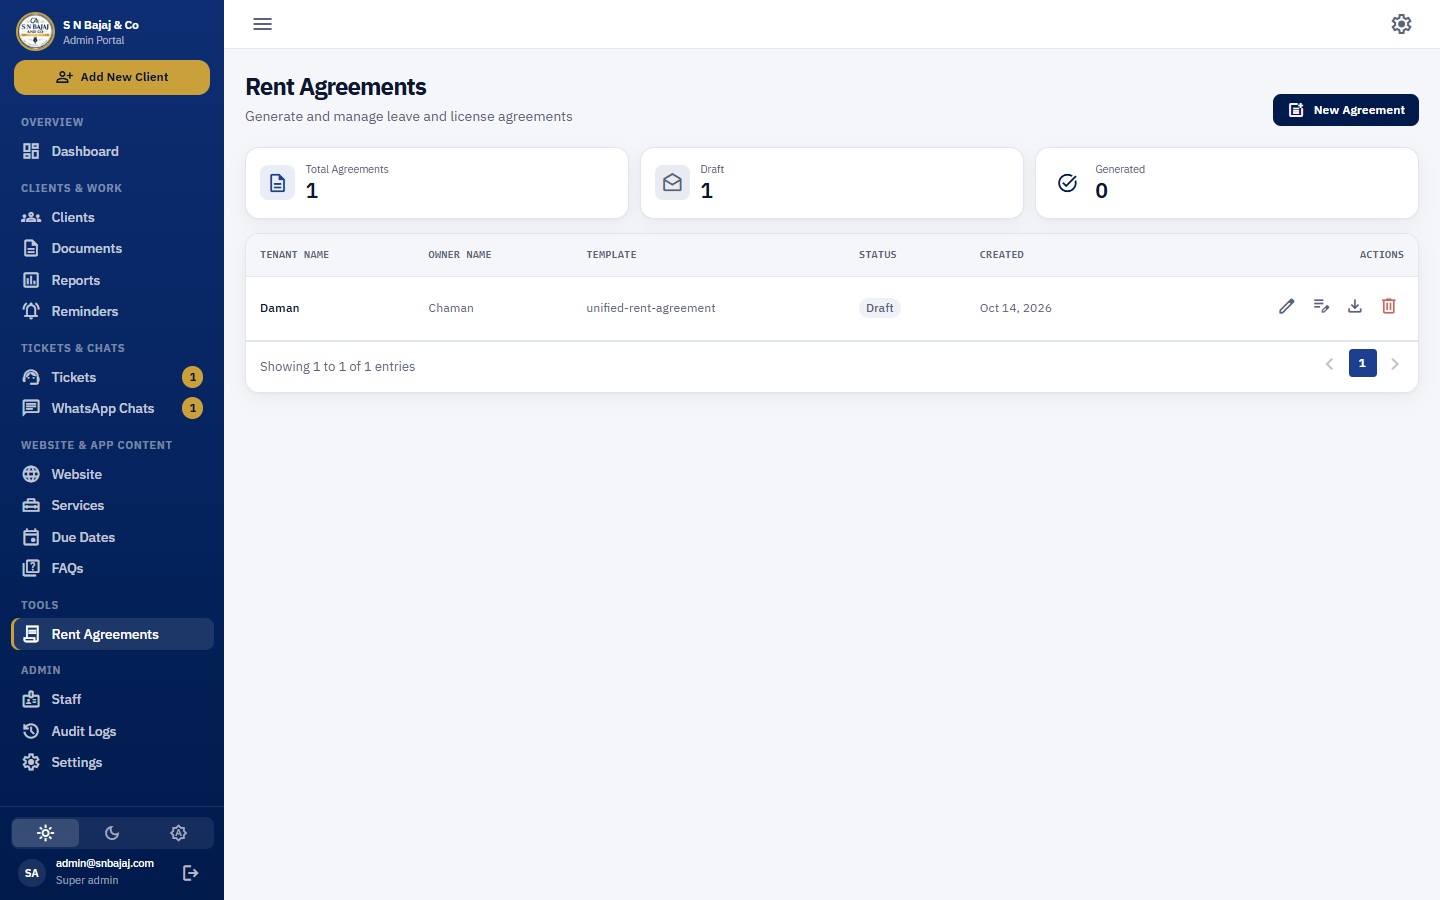 S N BAJAJ
AND CO
S N Bajaj & Co
Admin Portal
Add New Client
OVERVIEW
Dashboard
CLIENTS & WORK
Clients
Documents
Reports
Reminders
TICKETS & CHATS
Tickets 1
WhatsApp Chats 1
WEBSITE & APP CONTENT
Website
Services
Due Dates
FAQs
TOOLS
Rent Agreements
ADMIN
Staff
Audit Logs
Settings
SA
admin@snbajaj.com
Super admin
Rent Agreements
Generate and manage leave and license agreements
New Agreement
Total Agreements
1
Draft
1
Generated
0
TENANT NAME OWNER NAME TEMPLATE STATUS CREATED ACTIONS
Daman Chaman unified-rent-agreement Draft Oct 14, 2026
Showing 1 to 1 of 1 entries
1